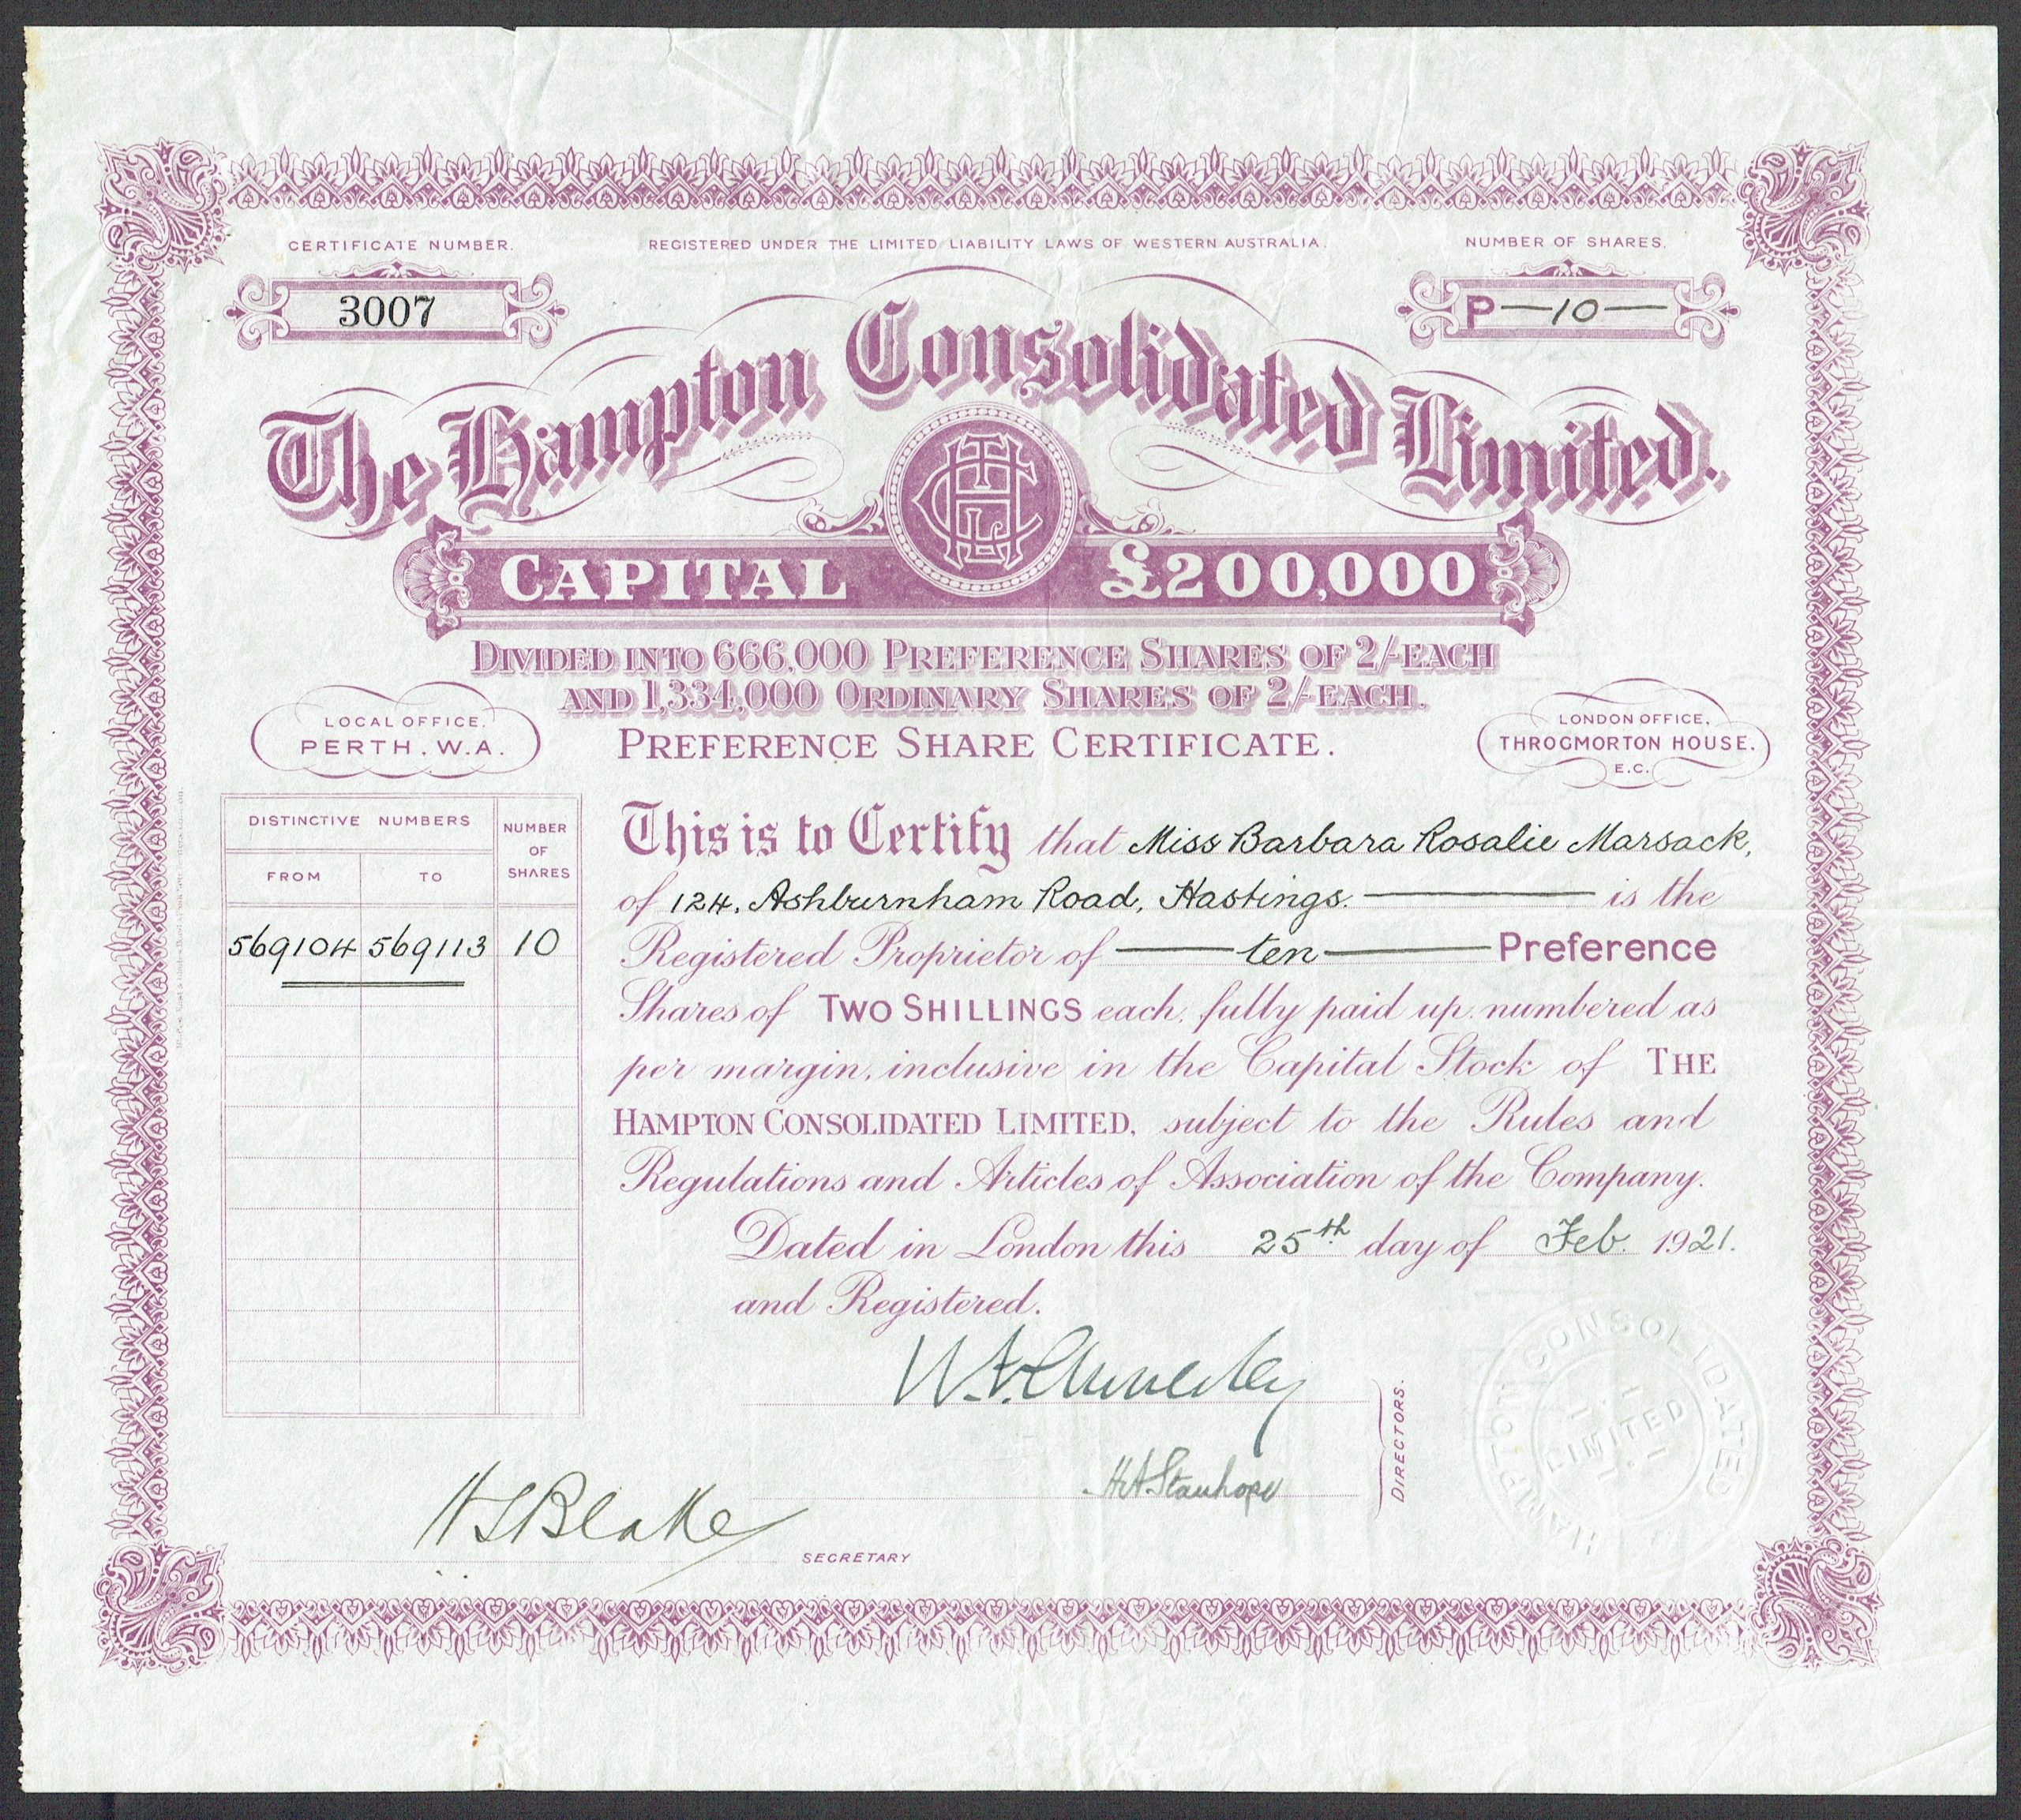 CERTIFICATE NUMBER.
3007
REGISTERED UNDER THE LIMITED LIABILITY LAWS OF WESTERN AUSTRALIA.
NUMBER OF SHARES.
P — 10 —
The Hampton Consolidated Limited.
CAPITAL £200,000
DIVIDED INTO 666,000 PREFERENCE SHARES OF 2/- EACH
AND 1,334,000 ORDINARY SHARES OF 2/- EACH.
LOCAL OFFICE,
PERTH. W.A.
PREFERENCE SHARE CERTIFICATE.
LONDON OFFICE,
THROGMORTON HOUSE.
E.C.
DISTINCTIVE NUMBERS
NUMBER OF SHARES
FROM TO
569104 569113 10
This is to Certify that Miss Barbara Rosalie Marsack,
of 124, Ashburnham Road, Hastings. — is the
Registered Proprietor of — ten — Preference
Shares of TWO SHILLINGS each, fully paid up, numbered as
per margin, inclusive in the Capital Stock of THE
HAMPTON CONSOLIDATED LIMITED, subject to the Rules and
Regulations and Articles of Association of the Company.
Dated in London this 25th day of Feb. 1921.
and Registered.
DIRECTORS.
H A Stanhope
H S Blake
SECRETARY
HAMPTON CONSOLIDATED
LIMITED